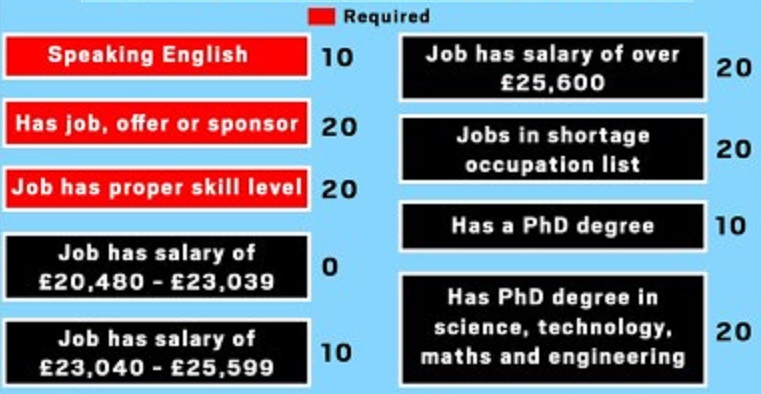 Required
Speaking English
10
Has job, offer or sponsor
20
Job has proper skill level
20
Job has salary of
£20,480 - £23,039
0
Job has salary of
£23,040 - £25,599
10
Job has salary of over
£25,600
20
Jobs in shortage
occupation list
20
Has a PhD degree
10
Has PhD degree in
science, technology,
maths and engineering
20